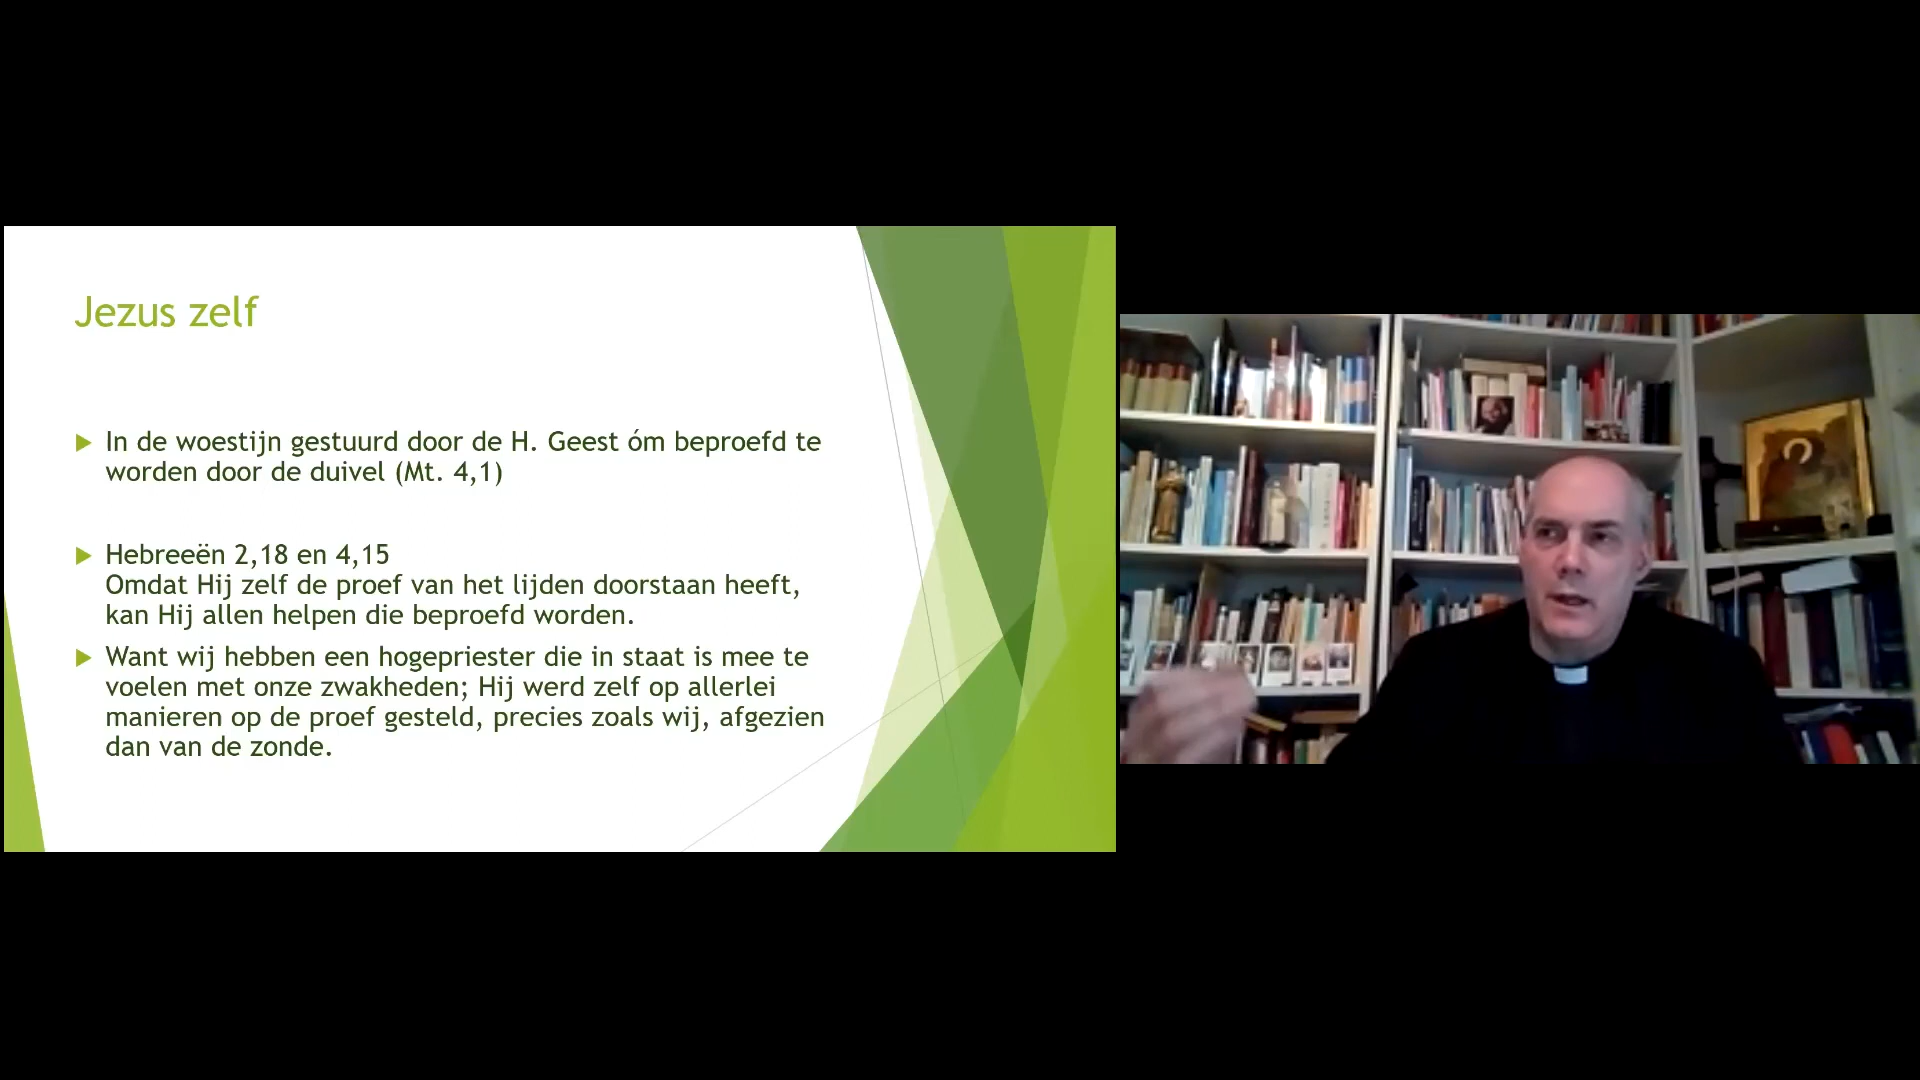 Jezus zelf
In de woestijn gestuurd door de H. Geest óm beproefd te
worden door de duivel (Mt. 4,1)
Hebreeën 2,18 en 4,15
Omdat Hij zelf de proef van het lijden doorstaan heeft,
kan Hij allen helpen die beproefd worden.
Want wij hebben een hogepriester die in staat is mee te
voelen met onze zwakheden; Hij werd zelf op allerlei
manieren op de proef gesteld, precies zoals wij, afgezien
dan van de zonde.